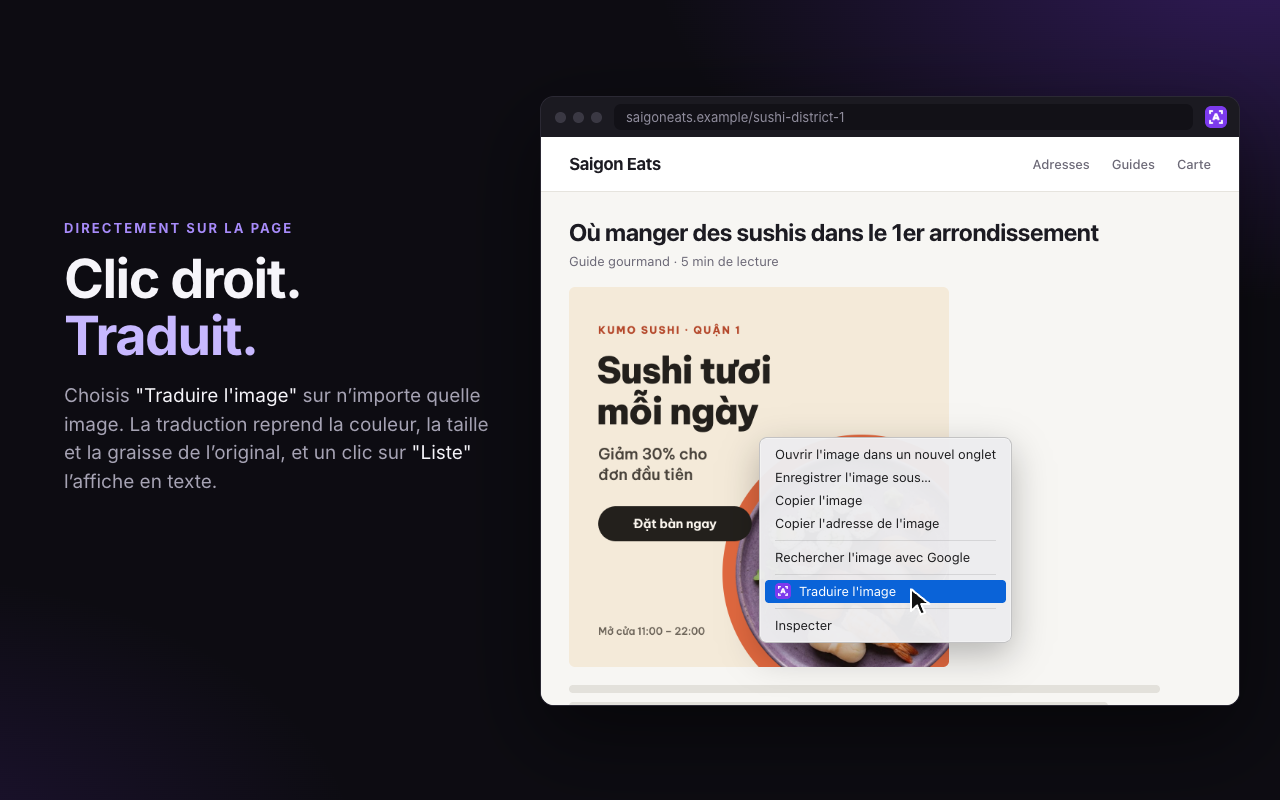 DIRECTEMENT SUR LA PAGE
Clic droit.
Traduit.
Choisis "Traduire l'image" sur n’importe quelle
image. La traduction reprend la couleur, la taille
et la graisse de l’original, et un clic sur "Liste"
l’affiche en texte.
saigoneats.example/sushi-district-1
Saigon Eats
Adresses
Guides
Carte
Où manger des sushis dans le 1er arrondissement
Guide gourmand · 5 min de lecture
KUMO SUSHI · QUẬN 1
Sushi tươi
mỗi ngày
Giảm 30% cho
đơn đầu tiên
Đặt bàn ngay
Mở cửa 11:00 – 22:00
Ouvrir l'image dans un nouvel onglet
Enregistrer l'image sous…
Copier l'image
Copier l'adresse de l'image
Rechercher l'image avec Google
Traduire l'image
Inspecter